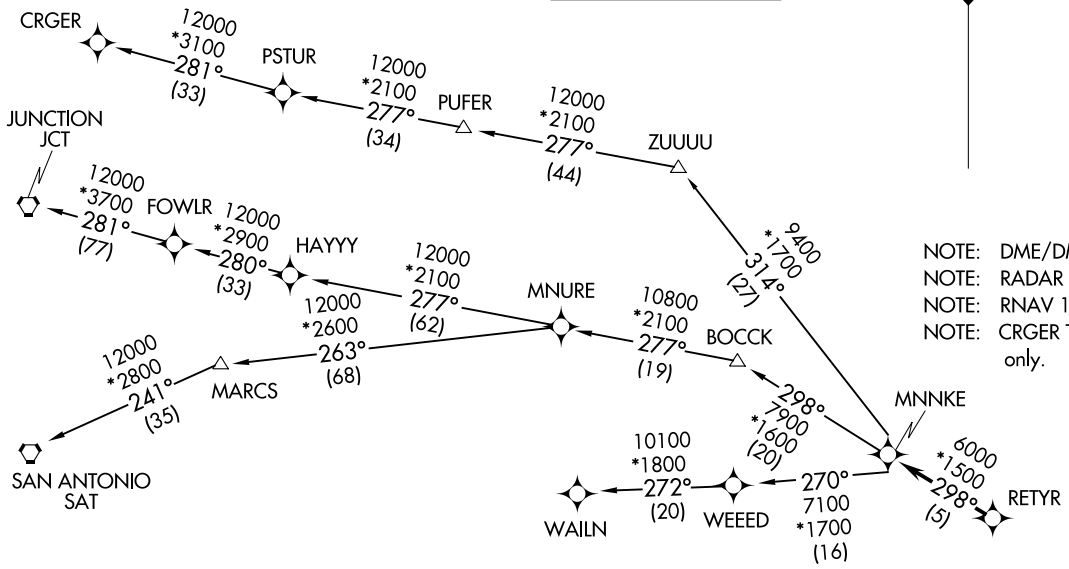 CRGER
12000
*3100
281°
(33)
PSTUR
12000
*2100
277°
(34)
PUFER
12000
*2100
277°
(44)
ZUUUU
JUNCTION
JCT
12000
*3700
281°
(77)
FOWLR
12000
*2900
280°
(33)
HAYYY
12000
*2100
277°
(62)
MNURE
9400
*1700
314°
(27)
NOTE: DME/DM
NOTE: RADAR
NOTE: RNAV 1
NOTE: CRGER T
only.
12000
*2600
263°
(68)
10800
*2100
277°
(19)
BOCCK
12000
*2800
241°
(35)
MARCS
298°
7900
*1600
(20)
MNNKE
SAN ANTONIO
SAT
10100
*1800
272°
(20)
WAILN
WEEED
270°
7100
*1700
(16)
6000
*1500
298°
(5)
RETYR